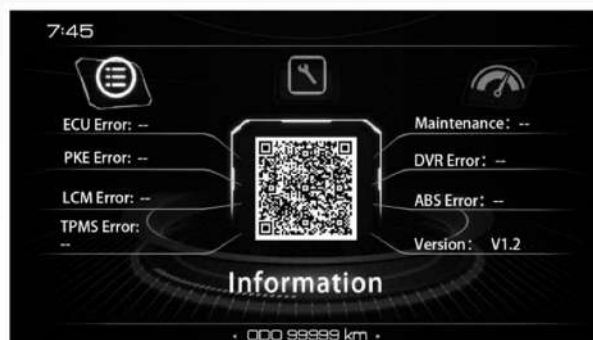 7:45
ECU Error: --
PKE Error: --
LCM Error: --
TPMS Error:
--
Maintenance: --
DVR Error: --
ABS Error: --
Version: V1.2
Information
ODO 99999 km